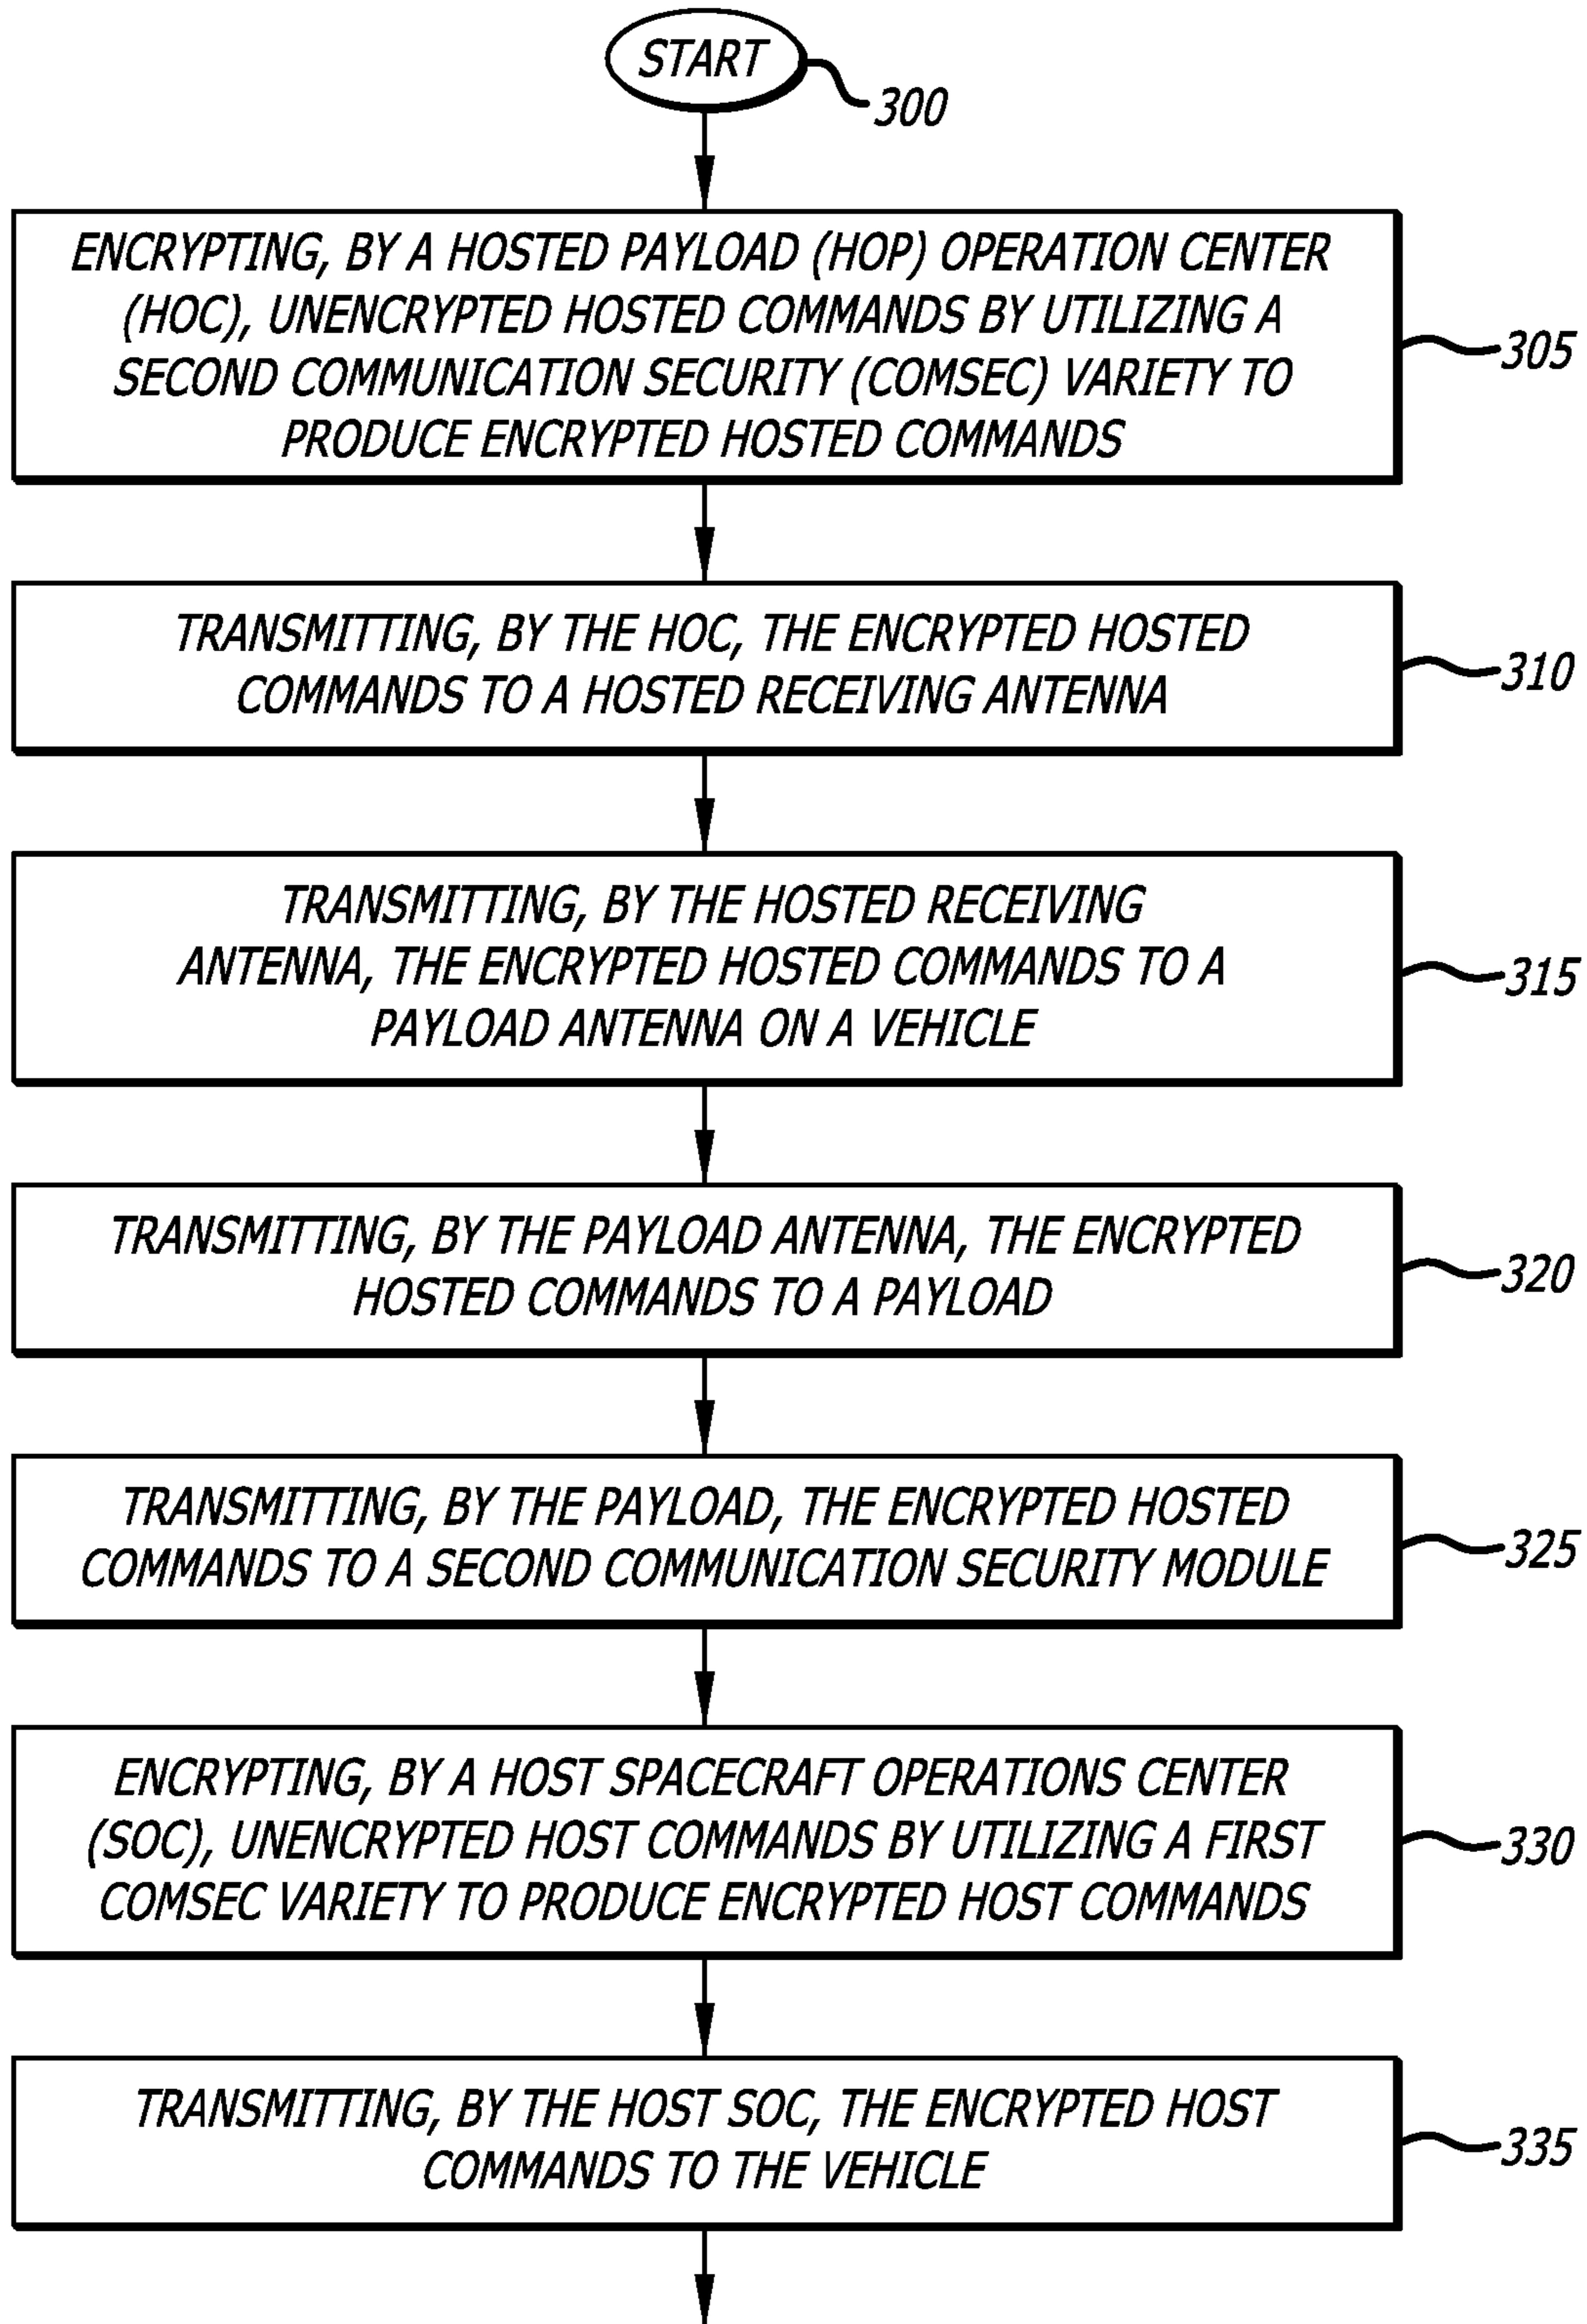 START
300
ENCRYPTING, BY A HOSTED PAYLOAD (HOP) OPERATION CENTER
(HOC), UNENCRYPTED HOSTED COMMANDS BY UTILIZING A
SECOND COMMUNICATION SECURITY (COMSEC) VARIETY TO
PRODUCE ENCRYPTED HOSTED COMMANDS
305
TRANSMITTING, BY THE HOC, THE ENCRYPTED HOSTED
COMMANDS TO A HOSTED RECEIVING ANTENNA
310
TRANSMITTING, BY THE HOSTED RECEIVING
ANTENNA, THE ENCRYPTED HOSTED COMMANDS TO A
PAYLOAD ANTENNA ON A VEHICLE
315
TRANSMITTING, BY THE PAYLOAD ANTENNA, THE ENCRYPTED
HOSTED COMMANDS TO A PAYLOAD
320
TRANSMITTING, BY THE PAYLOAD, THE ENCRYPTED HOSTED
COMMANDS TO A SECOND COMMUNICATION SECURITY MODULE
325
ENCRYPTING, BY A HOST SPACECRAFT OPERATIONS CENTER
(SOC), UNENCRYPTED HOST COMMANDS BY UTILIZING A FIRST
COMSEC VARIETY TO PRODUCE ENCRYPTED HOST COMMANDS
330
TRANSMITTING, BY THE HOST SOC, THE ENCRYPTED HOST
COMMANDS TO THE VEHICLE
335